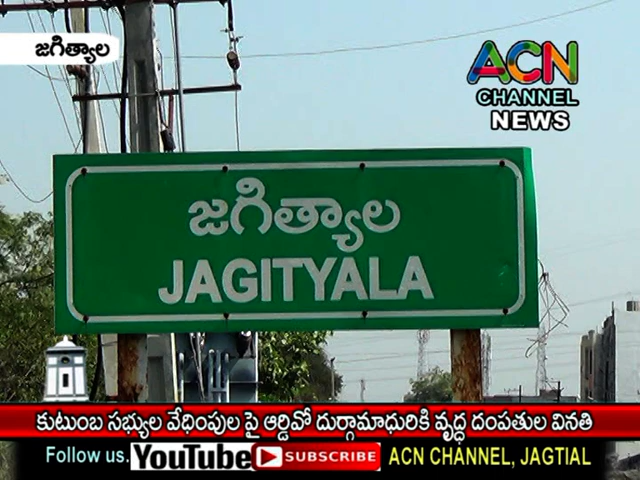 జగిత్యాల
ACN
CHANNEL
NEWS
జగిత్యాల
JAGITYALA
కుటుంబ సభ్యుల వేధింపుల పై ఆర్డివో దుర్గామాధురికి వృద్ధ దంపతుల వినతి
Follow us. YouTube SUBSCRIBE ACN CHANNEL, JAGTIAL